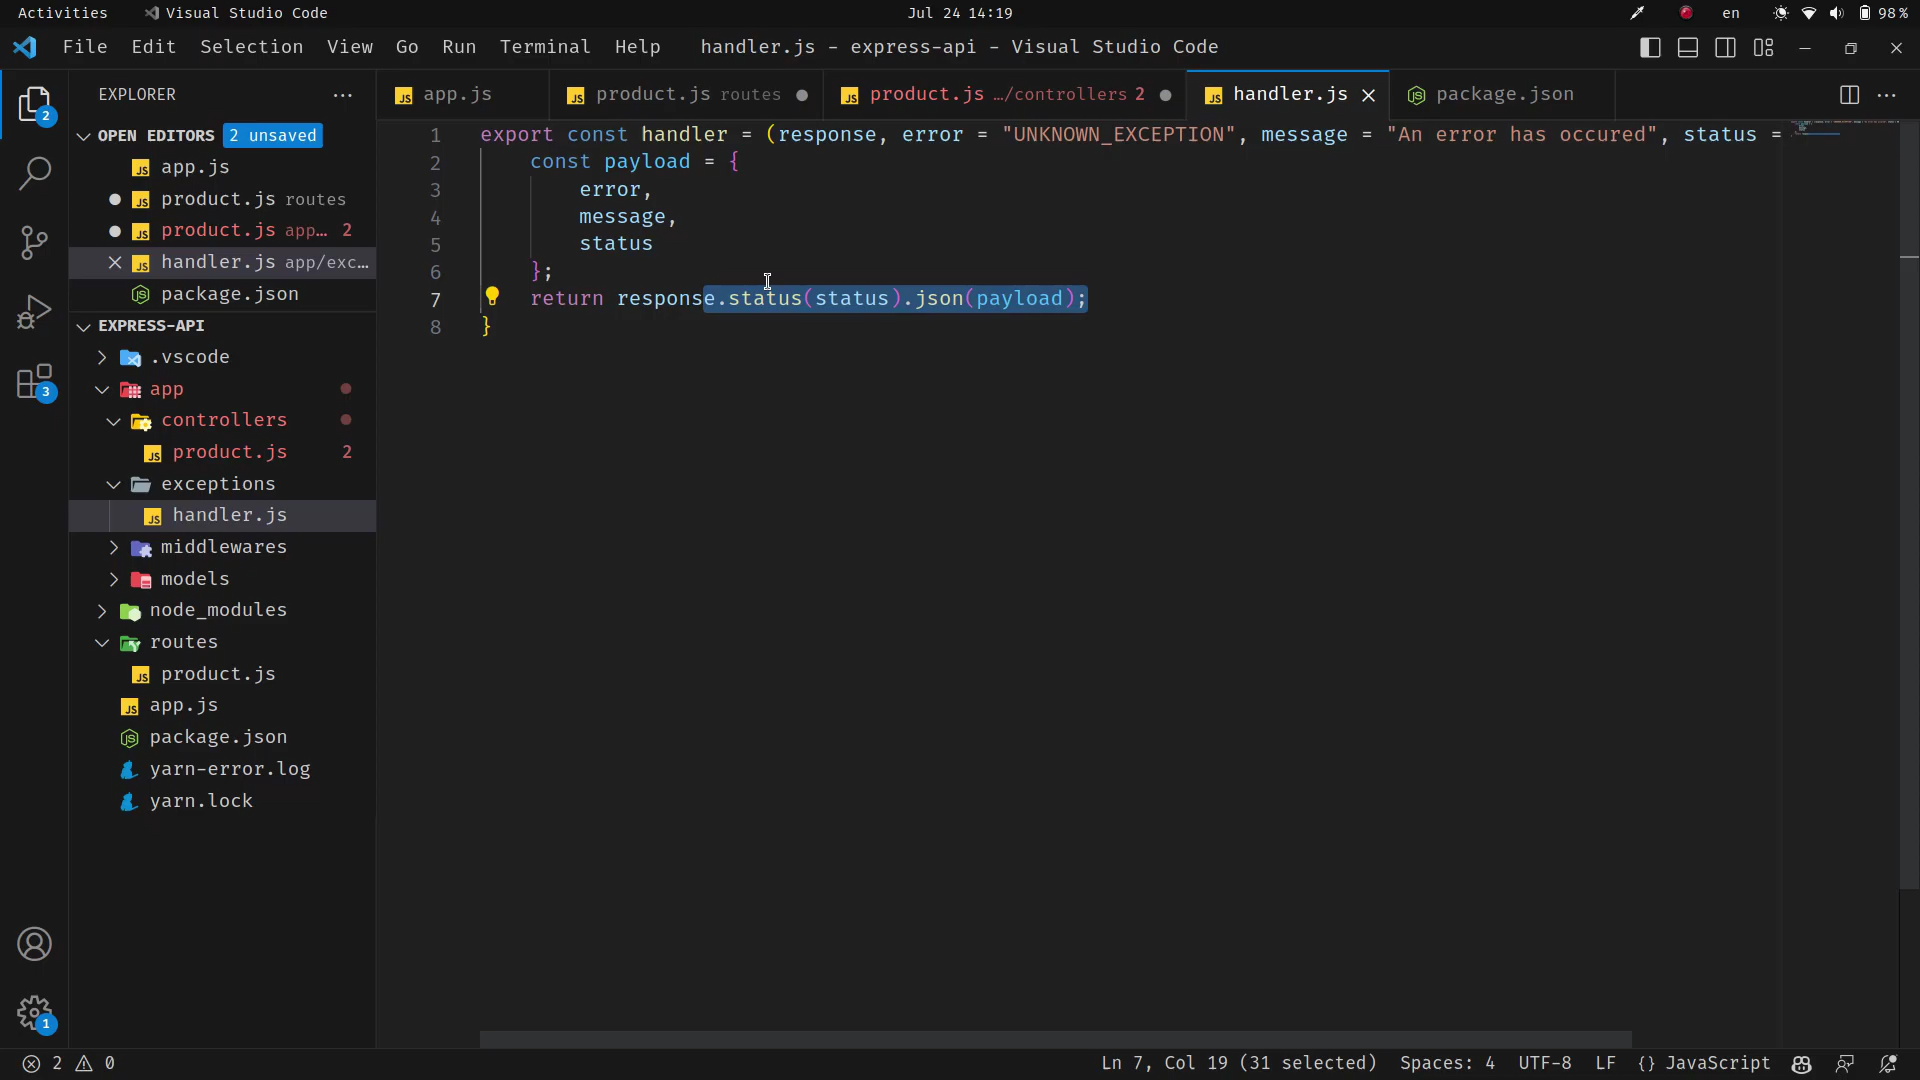 Activities
Visual Studio Code
Jul 24 14:19
en
98%
File Edit Selection View Go Run Terminal Help
handler.js - express-api - Visual Studio Code
EXPLORER
app.js
product.js routes
product.js …/controllers 2
handler.js
package.json
2
OPEN EDITORS 2 unsaved
app.js
product.js routes
product.js app... 2
handler.js app/exc...
package.json
EXPRESS-API
.vscode
app
controllers
product.js 2
exceptions
handler.js
middlewares
models
node_modules
routes
product.js
app.js
package.json
yarn-error.log
yarn.lock
3
1
1 export const handler = (response, error = "UNKNOWN_EXCEPTION", message = "An error has occured", status =
2 const payload = {
3 error,
4 message,
5 status
6 };
7 return response.status(status).json(payload);
8 }
2 0
Ln 7, Col 19 (31 selected)
Spaces: 4
UTF-8
LF
{} JavaScript